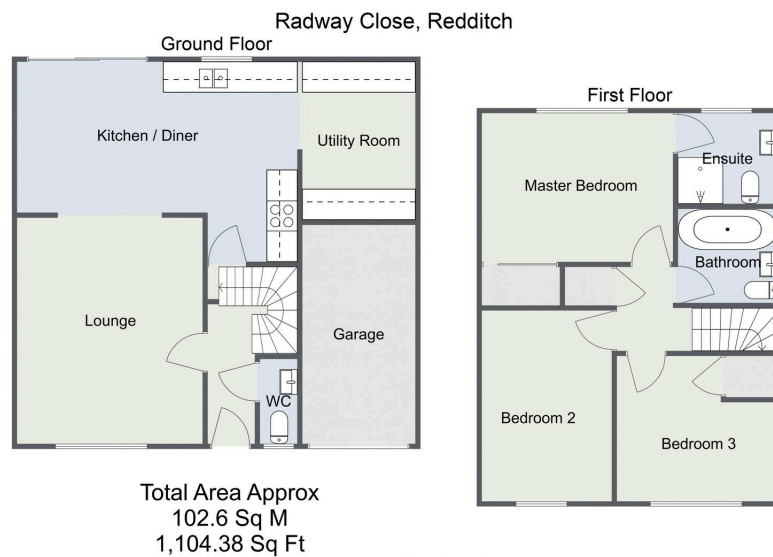 Radway Close, Redditch
Ground Floor
Kitchen / Diner
Utility Room
Lounge
Garage
WC
First Floor
Master Bedroom
Ensuite
Bathroom
Bedroom 2
Bedroom 3
Total Area Approx
102.6 Sq M
1,104.38 Sq Ft